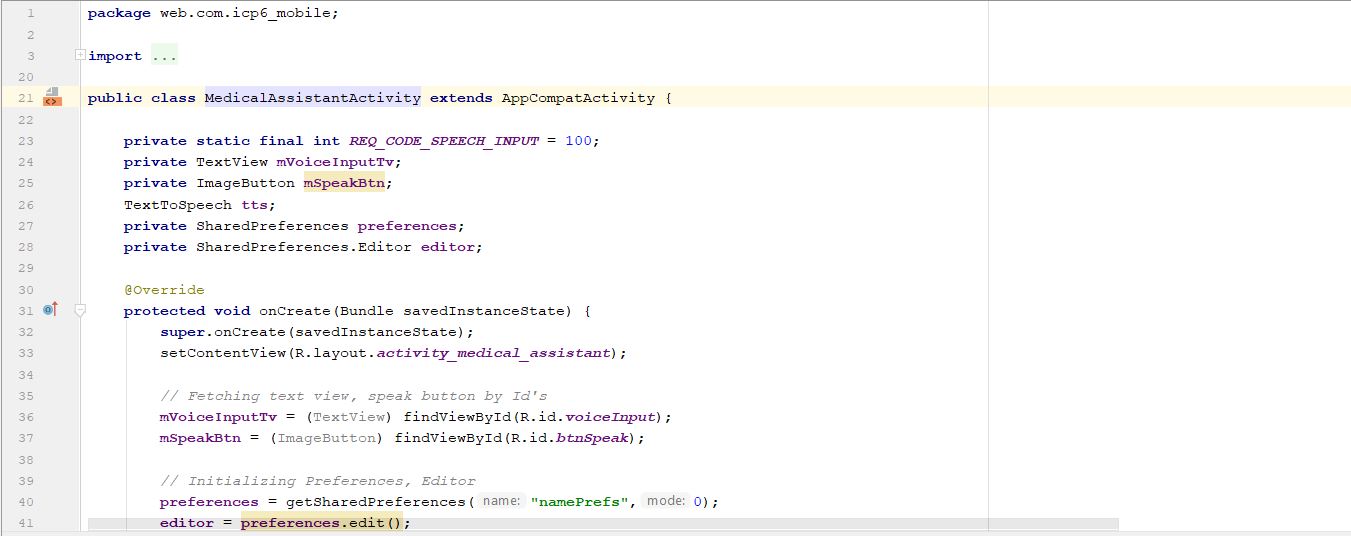 1 package web.com.icp6_mobile;
2
3 import ...
20
21 public class MedicalAssistantActivity extends AppCompatActivity {
22
23 private static final int REQ_CODE_SPEECH_INPUT = 100;
24 private TextView mVoiceInputTv;
25 private ImageButton mSpeakBtn;
26 TextToSpeech tts;
27 private SharedPreferences preferences;
28 private SharedPreferences.Editor editor;
29
30 @Override
31 protected void onCreate(Bundle savedInstanceState) {
32 super.onCreate(savedInstanceState);
33 setContentView(R.layout.activity_medical_assistant);
34
35 // Fetching text view, speak button by Id's
36 mVoiceInputTv = (TextView) findViewById(R.id.voiceInput);
37 mSpeakBtn = (ImageButton) findViewById(R.id.btnSpeak);
38
39 // Initializing Preferences, Editor
40 preferences = getSharedPreferences( name: "namePrefs", mode: 0);
41 editor = preferences.edit();